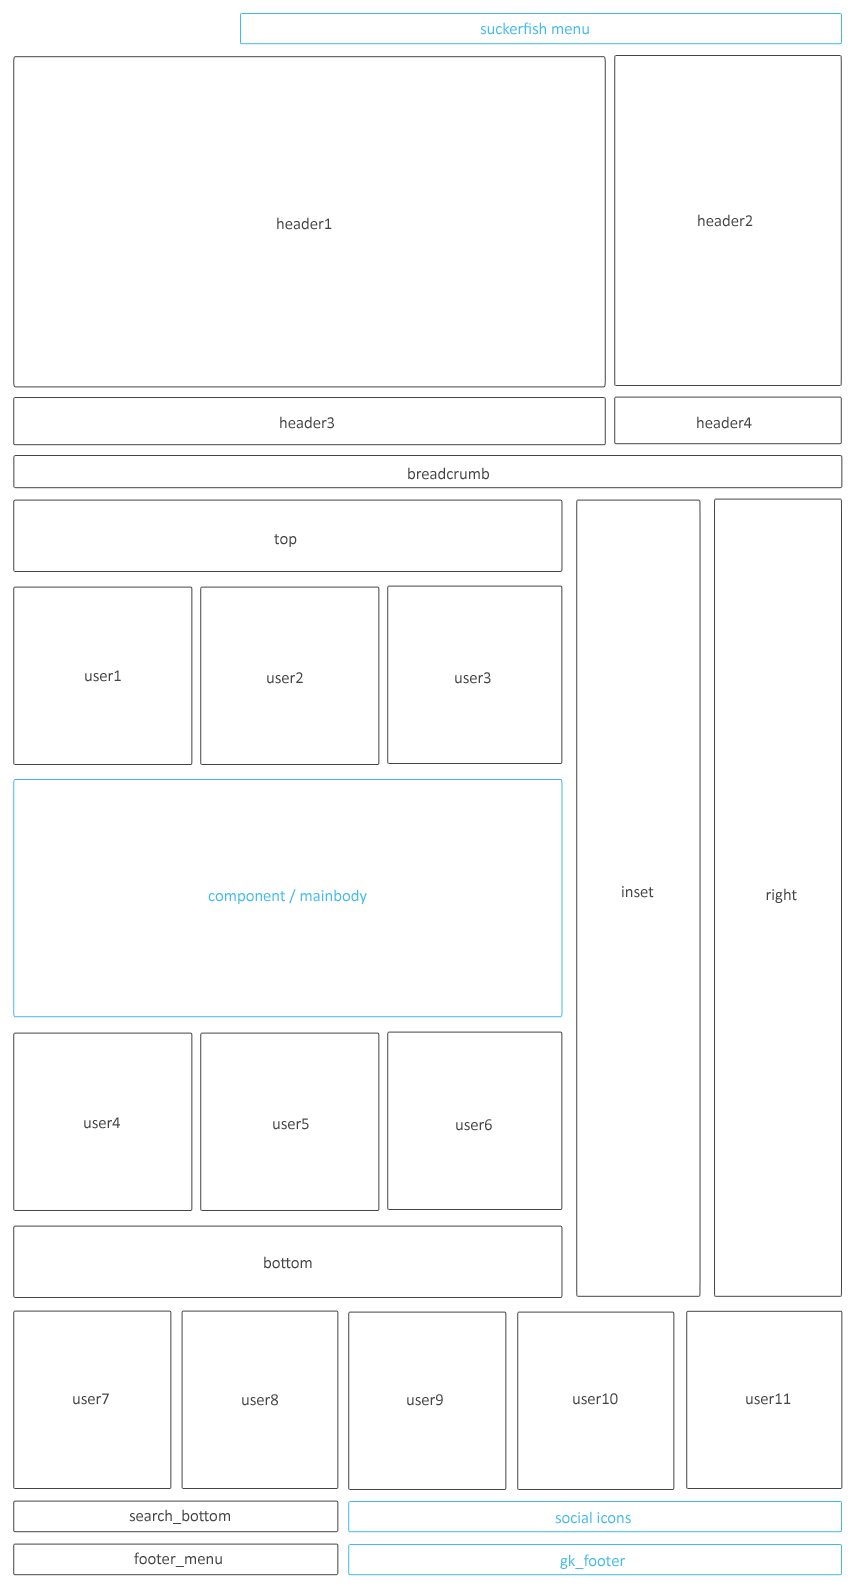 suckerfish menu
header1
header2
header3
header4
breadcrumb
top
user1
user2
user3
component / mainbody
inset
right
user4
user5
user6
bottom
user7
user8
user9
user10
user11
search_bottom
social icons
footer_menu
gk_footer